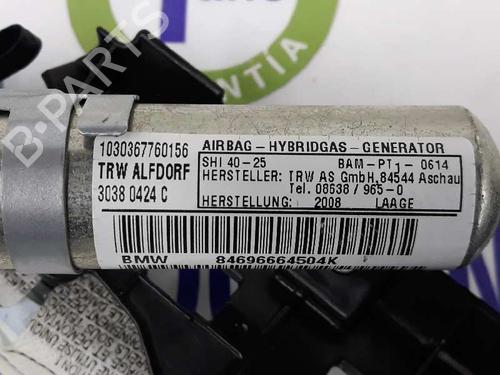 ANTIA
B-PARTS
1030367760156
TRW ALFDORF
3038 0424 C
AIRBAG-HYBRIDGAS-GENERATOR
SHI 40-25 BAM-PT1-0614
HERSTELLER: TRW AS GmbH,84544 Aschau
Tel. 08638 / 965-0
HERSTELLUNG: 2008 LAAGE
BMW 84696664504K